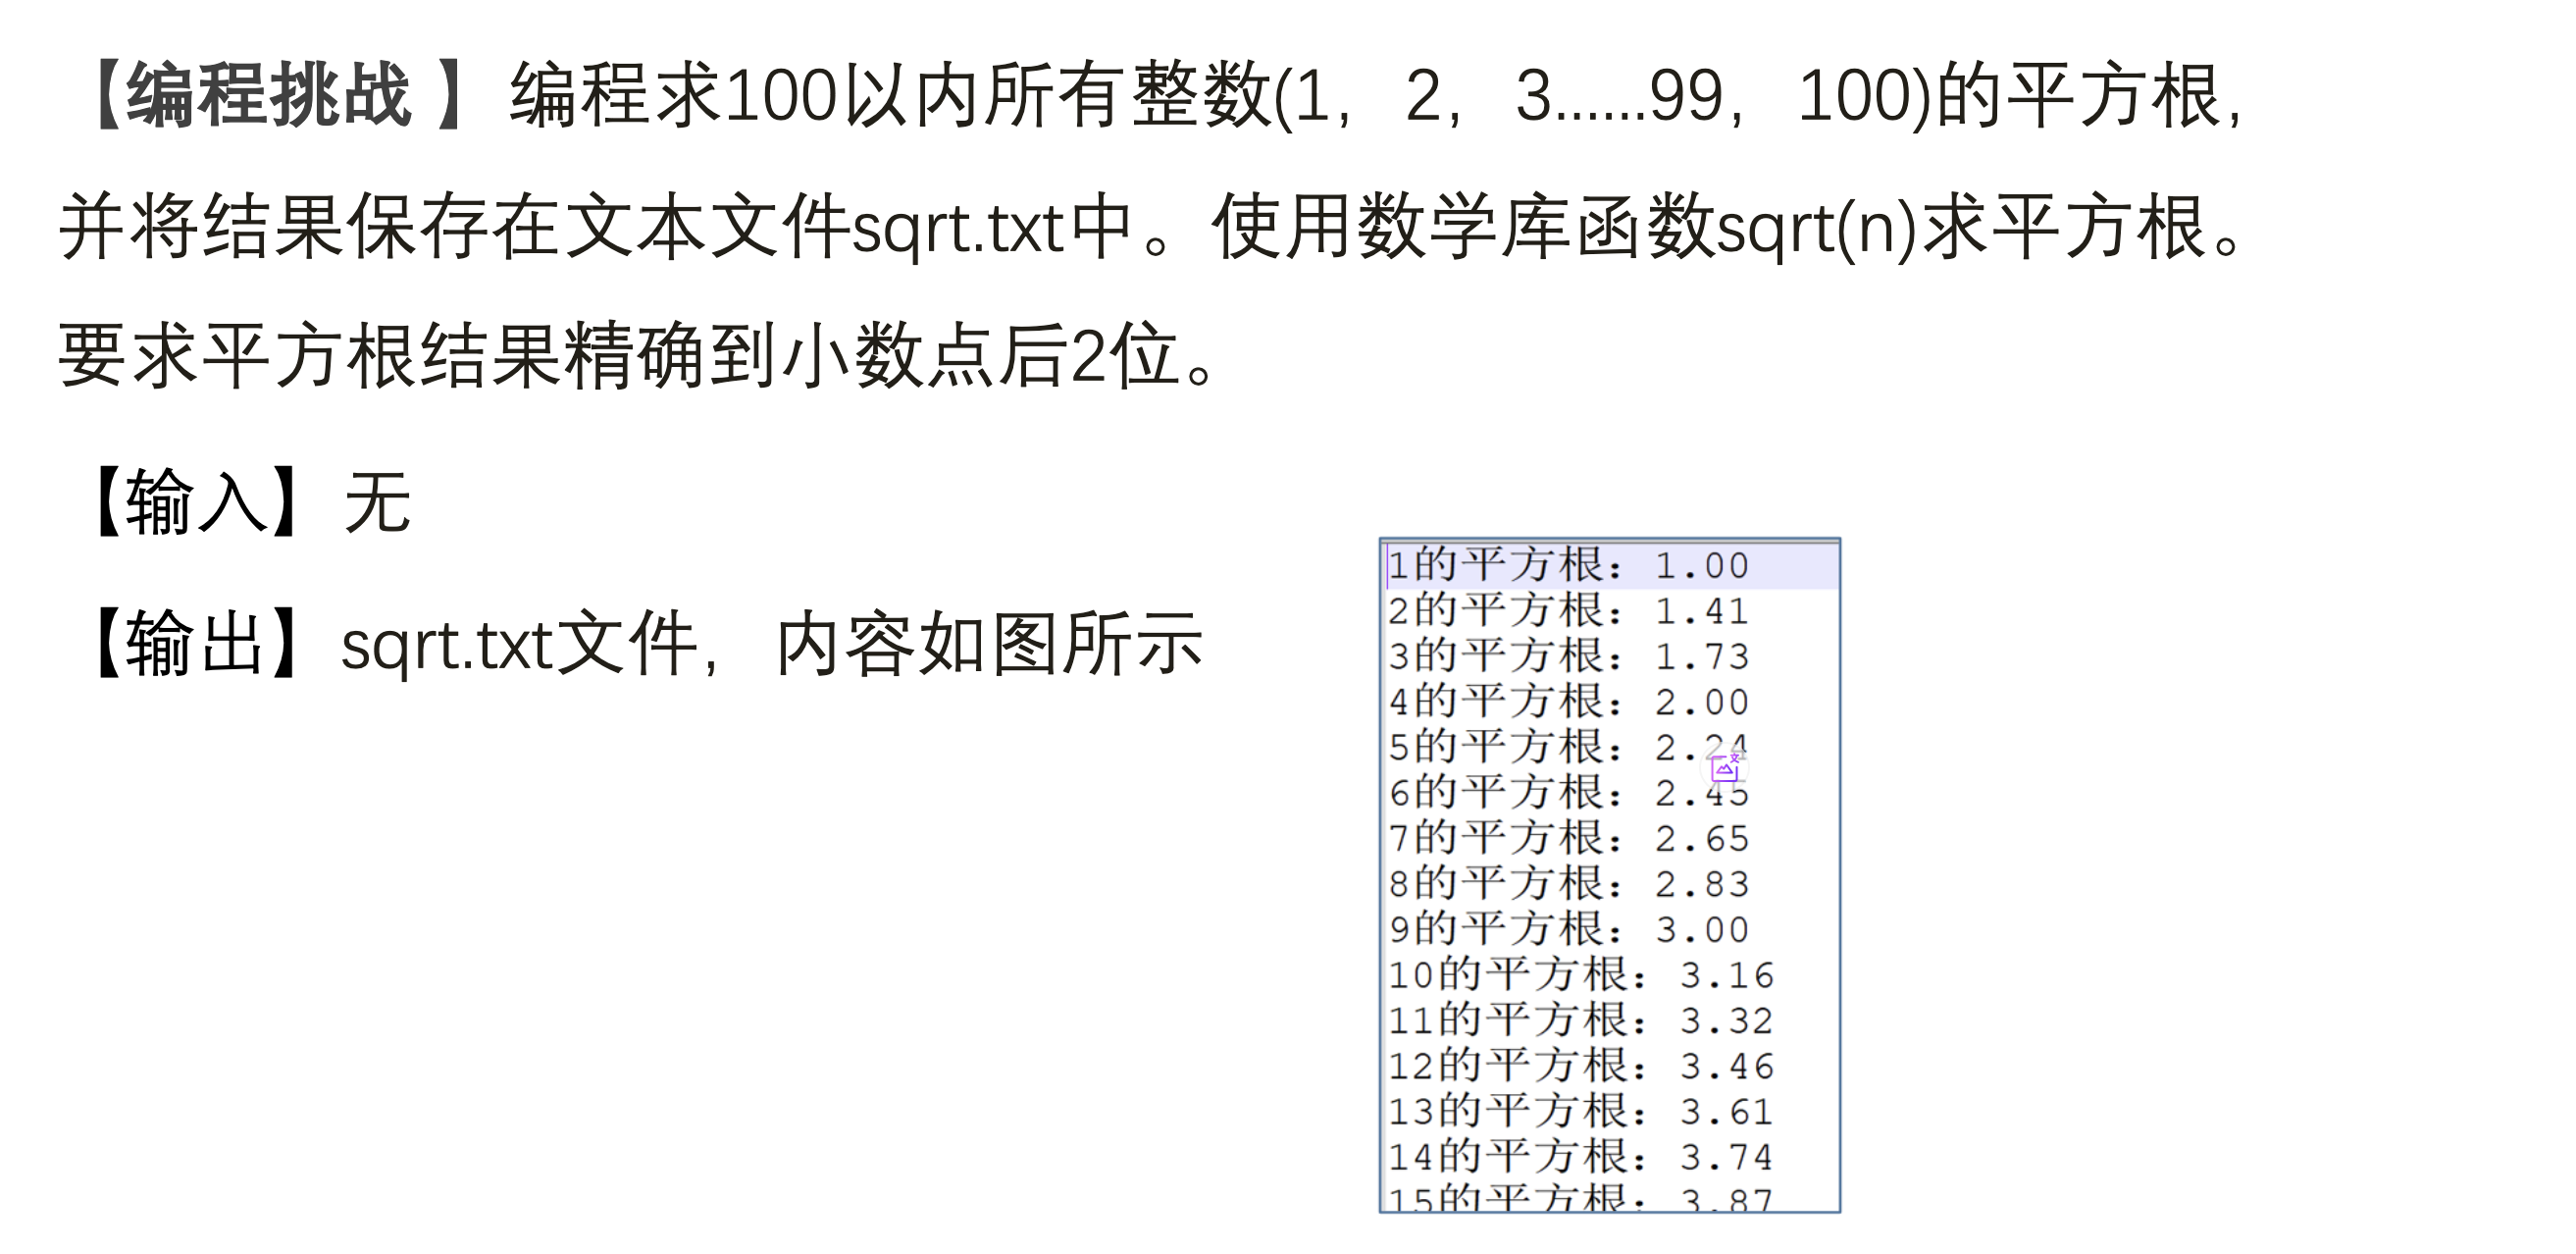 【编程挑战 】 编程求100以内所有整数(1, 2, 3......99, 100)的平方根,
并将结果保存在文本文件sqrt.txt中。使用数学库函数sqrt(n)求平方根。
要求平方根结果精确到小数点后2位。
【输入】 无
【输出】 sqrt.txt文件, 内容如图所示
1的平方根: 1.00
2的平方根: 1.41
3的平方根: 1.73
4的平方根: 2.00
5的平方根: 2.24
6的平方根: 2.45
7的平方根: 2.65
8的平方根: 2.83
9的平方根: 3.00
10的平方根: 3.16
11的平方根: 3.32
12的平方根: 3.46
13的平方根: 3.61
14的平方根: 3.74
15的平方根: 3.87